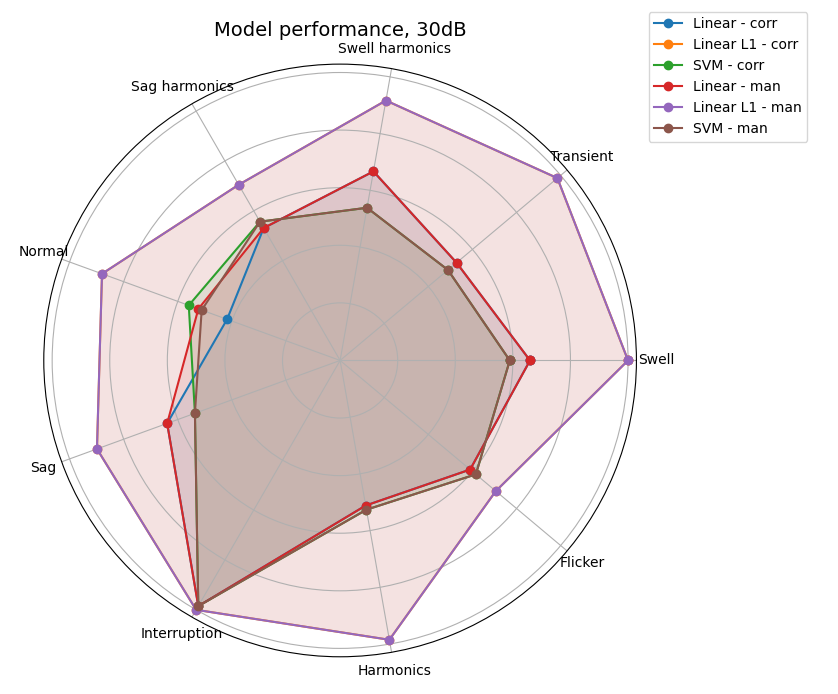 Model performance, 30dB
Linear - corr
Linear L1 - corr
SVM - corr
Linear - man
Linear L1 - man
SVM - man
Swell harmonics
Sag harmonics
Transient
Normal
Swell
Sag
Flicker
Interruption
Harmonics